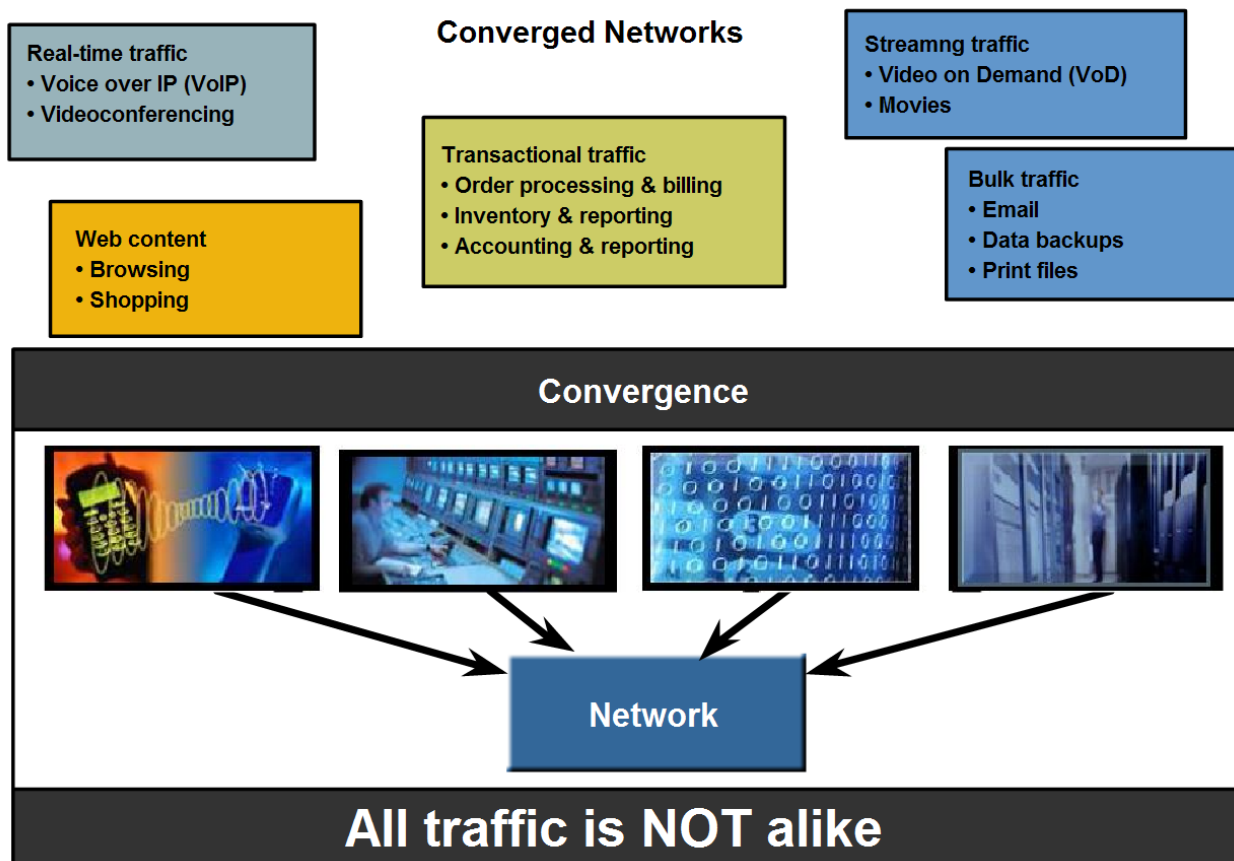 Converged Networks
Real-time traffic
• Voice over IP (VoIP)
• Videoconferencing
Streamng traffic
• Video on Demand (VoD)
• Movies
Transactional traffic
• Order processing & billing
• Inventory & reporting
• Accounting & reporting
Bulk traffic
• Email
• Data backups
• Print files
Web content
• Browsing
• Shopping
Convergence
Network
All traffic is NOT alike